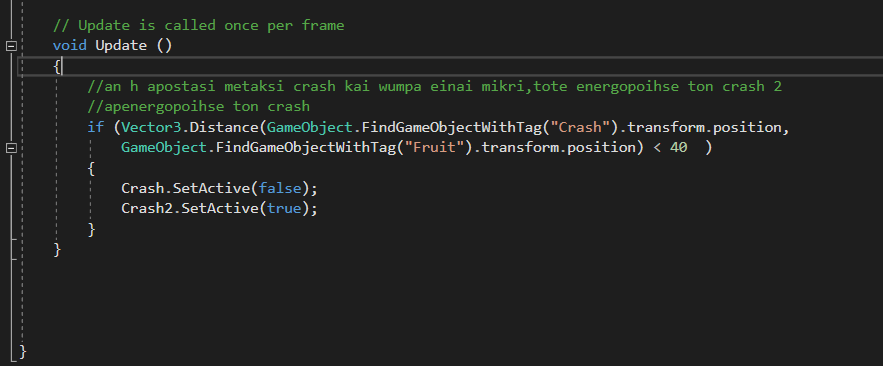 // Update is called once per frame
void Update ()
{
//an h apostasi metaksi crash kai wumpa einai mikri,tote energopoihse ton crash 2
//apenergopoihse ton crash
if (Vector3.Distance(GameObject.FindGameObjectWithTag("Crash").transform.position,
GameObject.FindGameObjectWithTag("Fruit").transform.position) < 40  )
{
Crash.SetActive(false);
Crash2.SetActive(true);
}
}
}